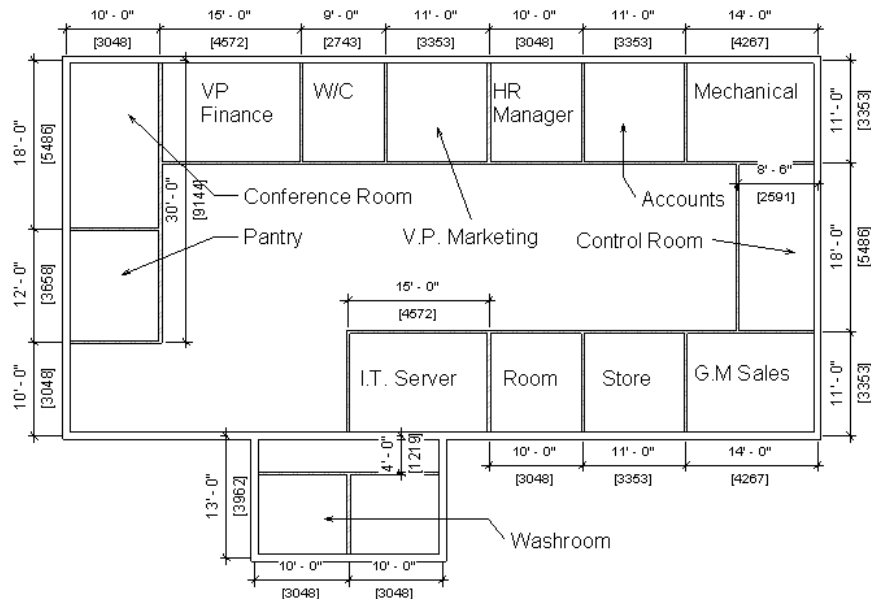 10' - 0" 15' - 0" 9' - 0" 11' - 0" 10' - 0" 11' - 0" 14' - 0"
[3048] [4572] [2743] [3353] [3048] [3353] [4267]
VP
Finance
W/C
HR
Manager
Mechanical
18' - 0"
[5486]
11' - 0"
[3353]
30' - 0"
[9144]
8' - 6"
[2591]
Conference Room
Accounts
Pantry
V.P. Marketing
Control Room
18' - 0"
[5486]
12' - 0"
[3658]
15' - 0"
[4572]
10' - 0"
[3048]
I.T. Server
Room
Store
G.M Sales
11' - 0"
[3353]
4' - 0"
[1219]
10' - 0" 11' - 0" 14' - 0"
[3048] [3353] [4267]
13' - 0"
[3962]
Washroom
10' - 0" 10' - 0"
[3048] [3048]